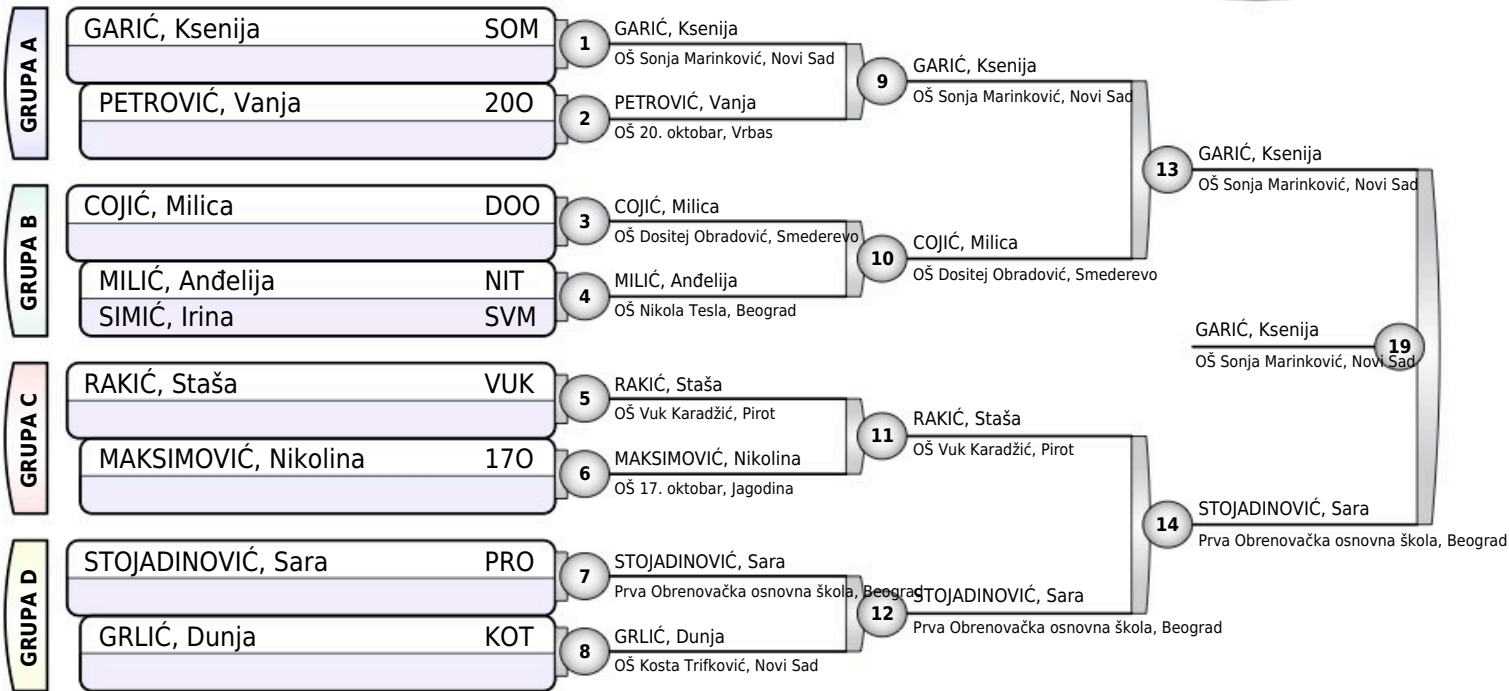 GRUPA A
GARIĆ, Ksenija SOM
PETROVIĆ, Vanja 20O
GRUPA B
COJIĆ, Milica DOO
MILIĆ, Anđelija NIT
SIMIĆ, Irina SVM
GRUPA C
RAKIĆ, Staša VUK
MAKSIMOVIĆ, Nikolina 17O
GRUPA D
STOJADINOVIĆ, Sara PRO
GRLIĆ, Dunja KOT
1
GARIĆ, Ksenija
OŠ Sonja Marinković, Novi Sad
2
PETROVIĆ, Vanja
OŠ 20. oktobar, Vrbas
3
COJIĆ, Milica
OŠ Dositej Obradović, Smederevo
4
MILIĆ, Anđelija
OŠ Nikola Tesla, Beograd
5
RAKIĆ, Staša
OŠ Vuk Karadžić, Pirot
6
MAKSIMOVIĆ, Nikolina
OŠ 17. oktobar, Jagodina
7
STOJADINOVIĆ, Sara
Prva Obrenovačka osnovna škola, Beograd
8
GRLIĆ, Dunja
OŠ Kosta Trifković, Novi Sad
9
GARIĆ, Ksenija
OŠ Sonja Marinković, Novi Sad
10
COJIĆ, Milica
OŠ Dositej Obradović, Smederevo
11
RAKIĆ, Staša
OŠ Vuk Karadžić, Pirot
12
STOJADINOVIĆ, Sara
Prva Obrenovačka osnovna škola, Beograd
13
GARIĆ, Ksenija
OŠ Sonja Marinković, Novi Sad
14
STOJADINOVIĆ, Sara
Prva Obrenovačka osnovna škola, Beograd
19
GARIĆ, Ksenija
OŠ Sonja Marinković, Novi Sad